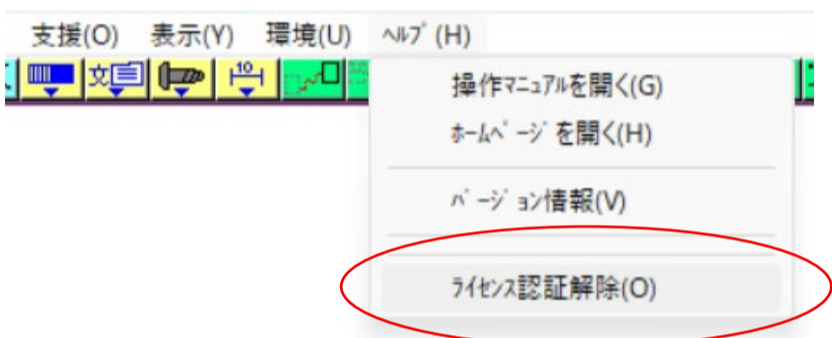 支援(O) 表示(Y) 環境(U) ﾍﾙﾌﾟ(H)
文 10
操作ﾏﾆｭｱﾙを開く(G)
ﾎｰﾑﾍﾟｰｼﾞを開く(H)
ﾊﾞｰｼﾞｮﾝ情報(V)
ﾗｲｾﾝｽ認証解除(O)